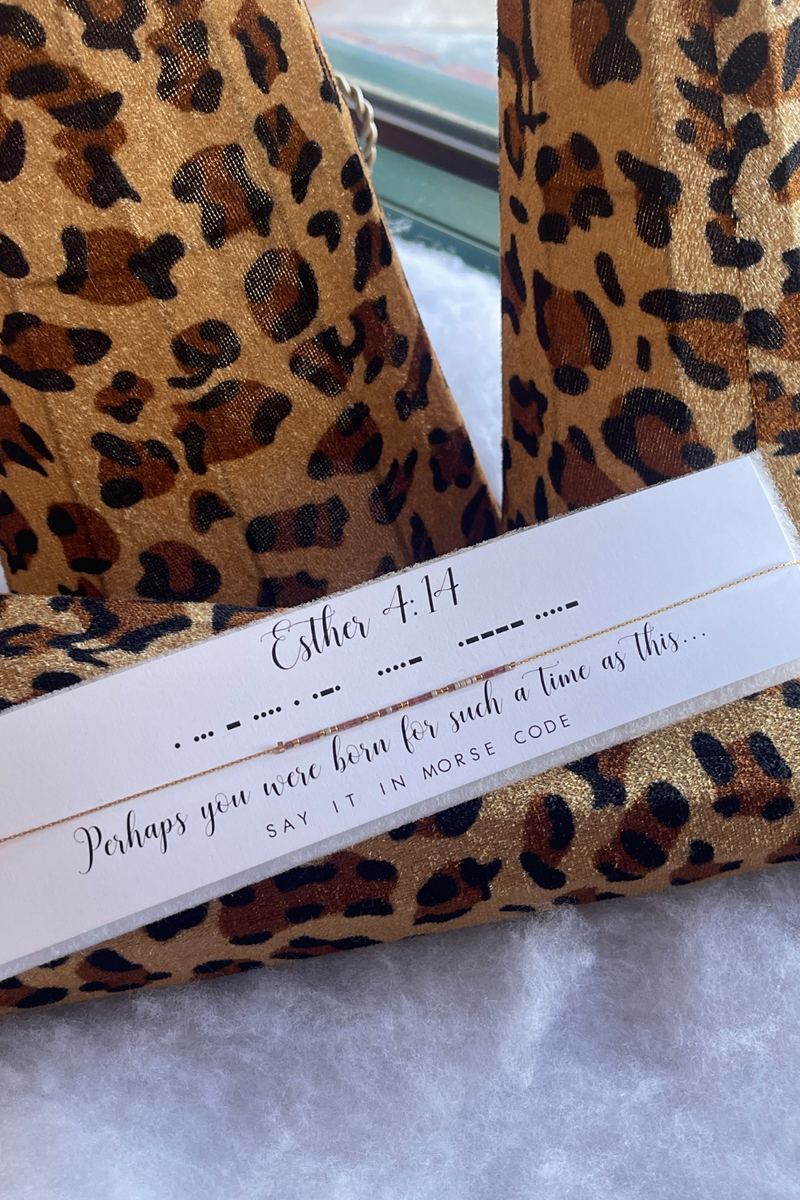 Esther 4:14
. ... - .... . .-. ....- .---- ....-
Perhaps you were born for such a time as this...
SAY IT IN MORSE CODE